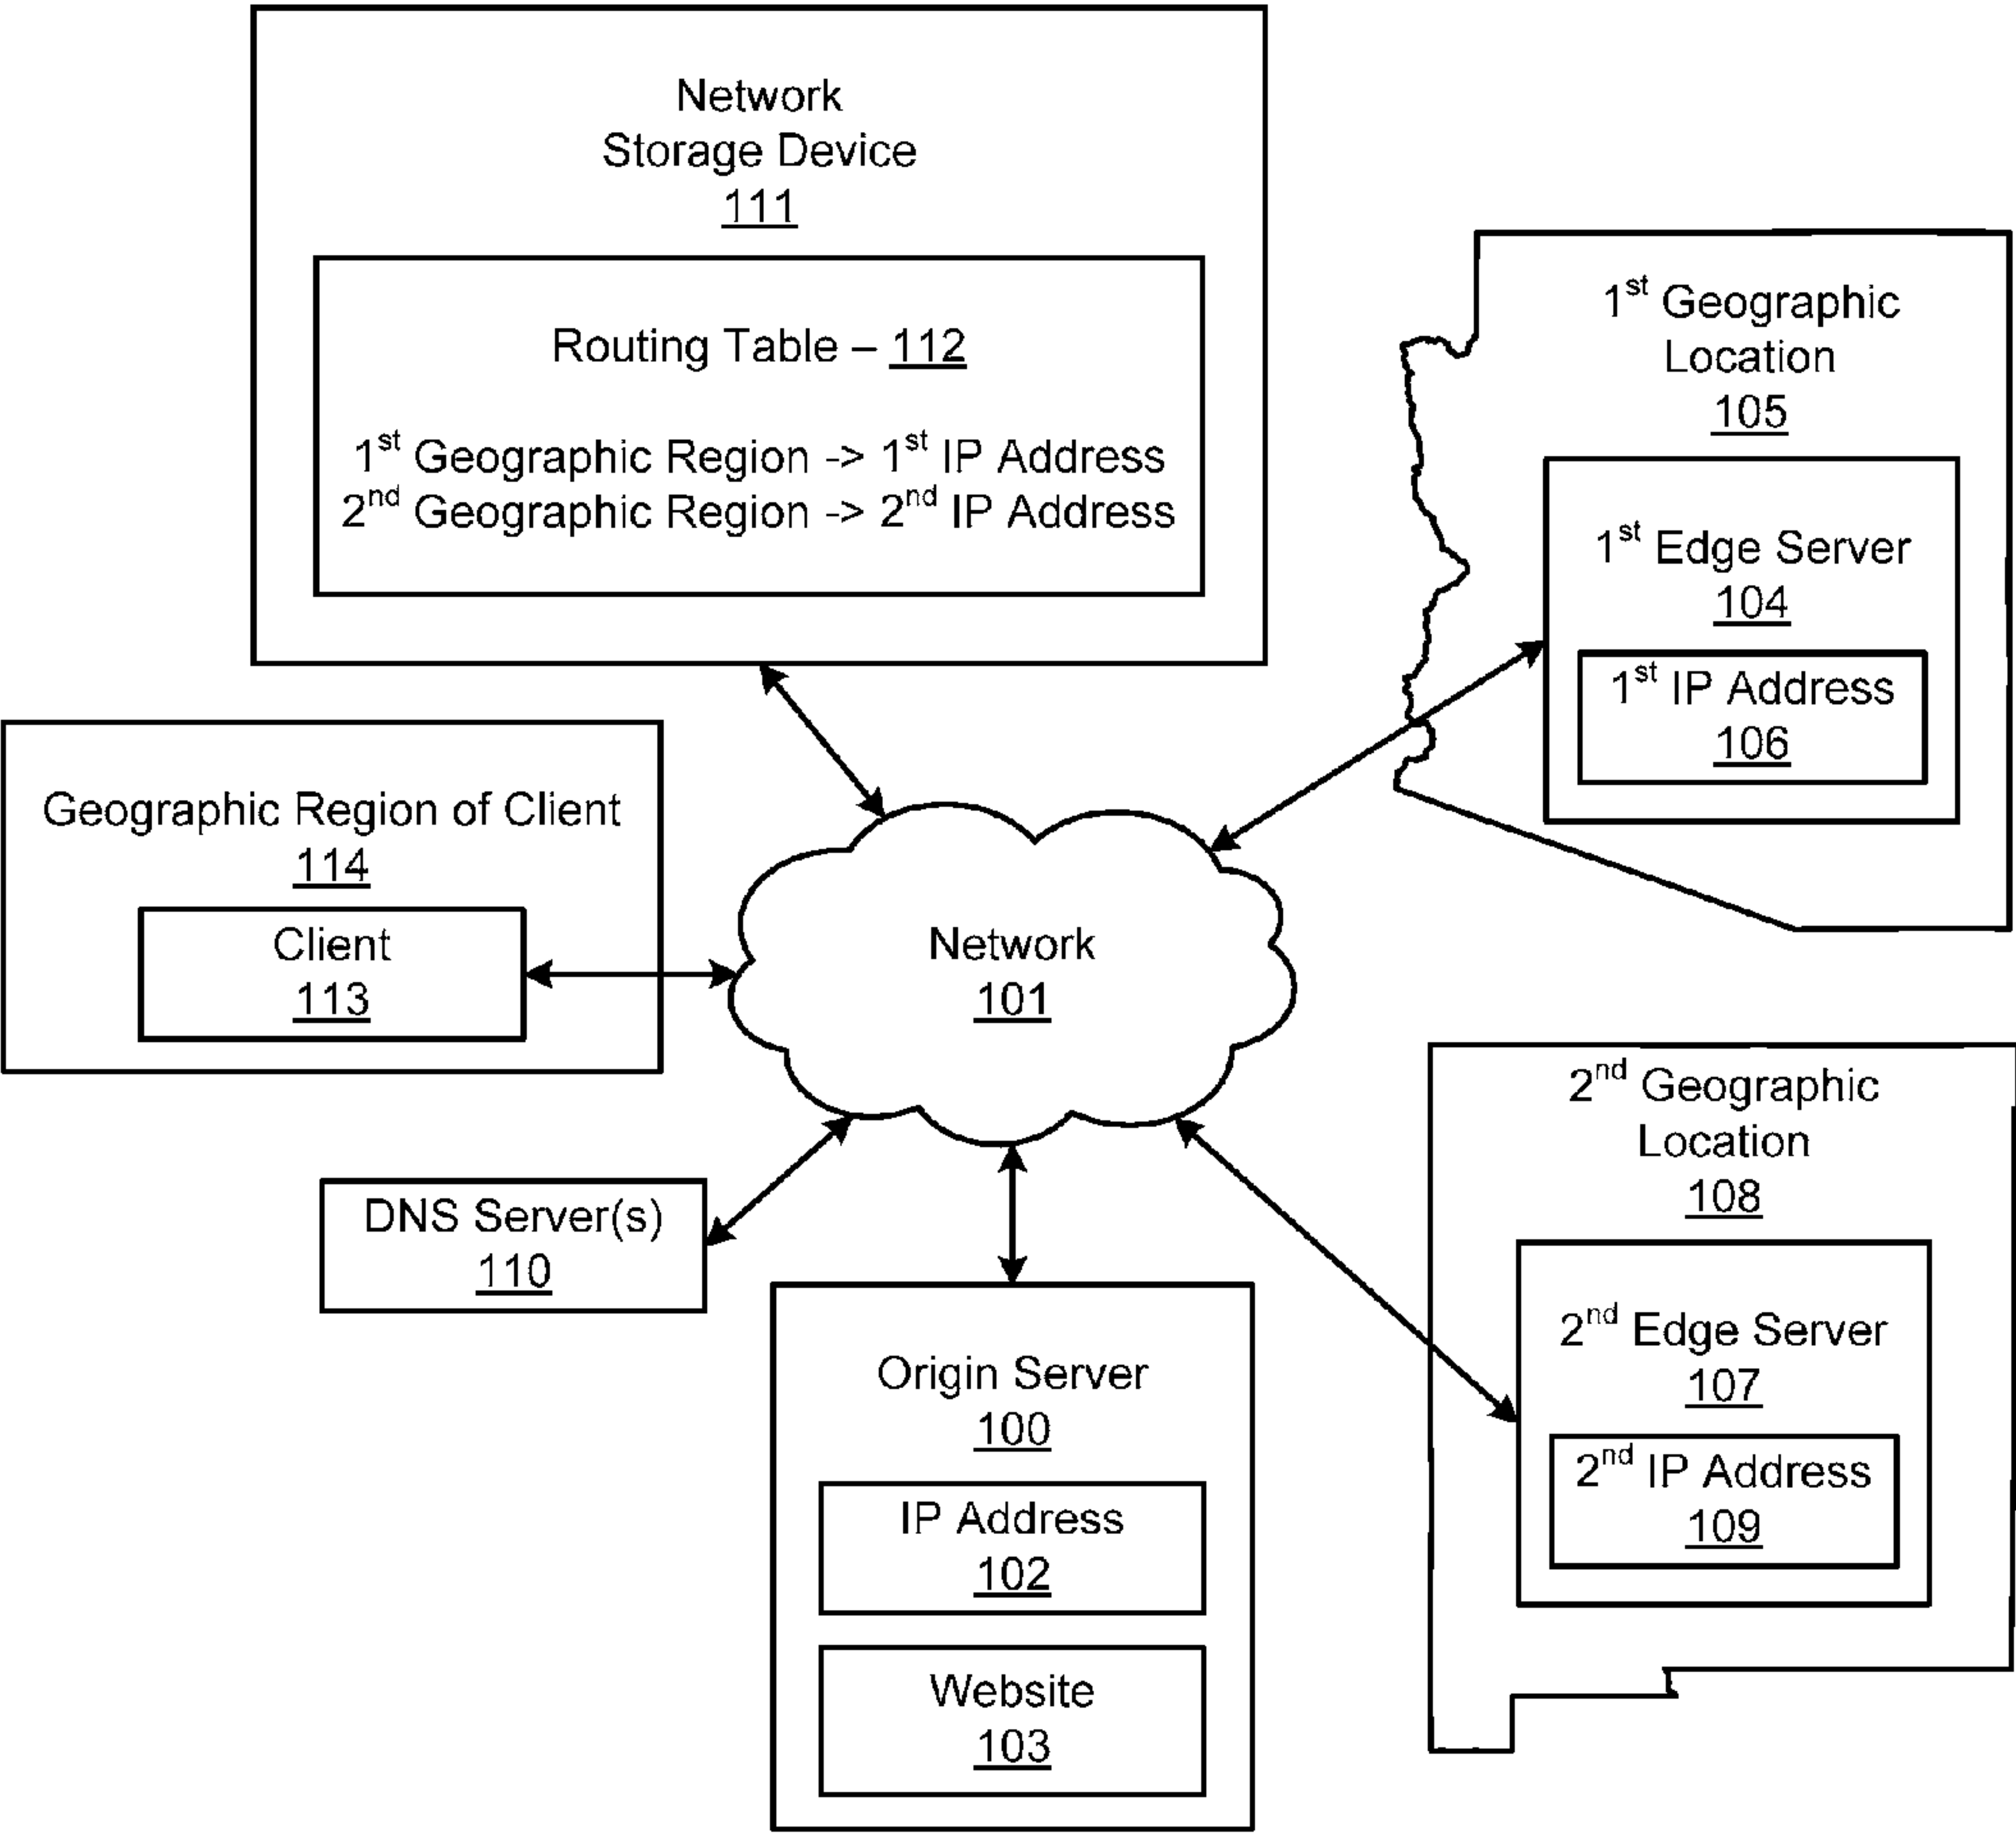 Network
Storage Device
111
Routing Table – 112
1st Geographic Region -> 1st IP Address
2nd Geographic Region -> 2nd IP Address
1st Geographic
Location
105
1st Edge Server
104
1st IP Address
106
Geographic Region of Client
114
Client
113
Network
101
2nd Geographic
Location
108
2nd Edge Server
107
2nd IP Address
109
DNS Server(s)
110
Origin Server
100
IP Address
102
Website
103